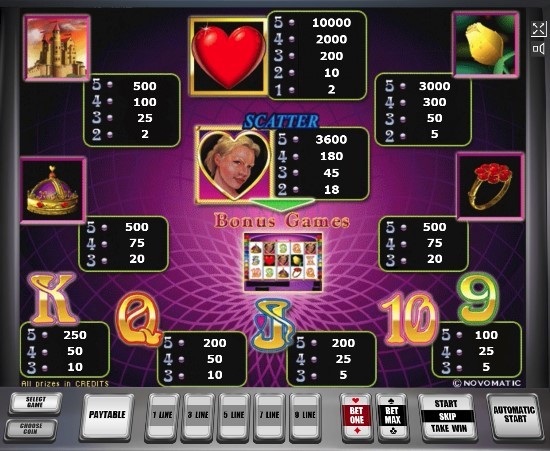 5 10000
4 2000
3 200
2 10
1 2
5 500
4 100
3 25
2 2
5 3000
4 300
3 50
2 5
SCATTER
5 3600
4 180
3 45
2 18
Bonus Games
5 500
4 75
3 20
5 500
4 75
3 20
K
Q
J
10
9
5 250
4 50
3 10
5 200
4 50
3 10
5 200
4 25
3 5
5 100
4 25
3 5
All prizes in CREDITS
© NOVOMATIC
SELECT
GAME
CHOOSE
COIN
PAYTABLE
1 LINE
3 LINE
5 LINE
7 LINE
9 LINE
BET
ONE
BET
MAX
START
SKIP
TAKE WIN
AUTOMATIC
START